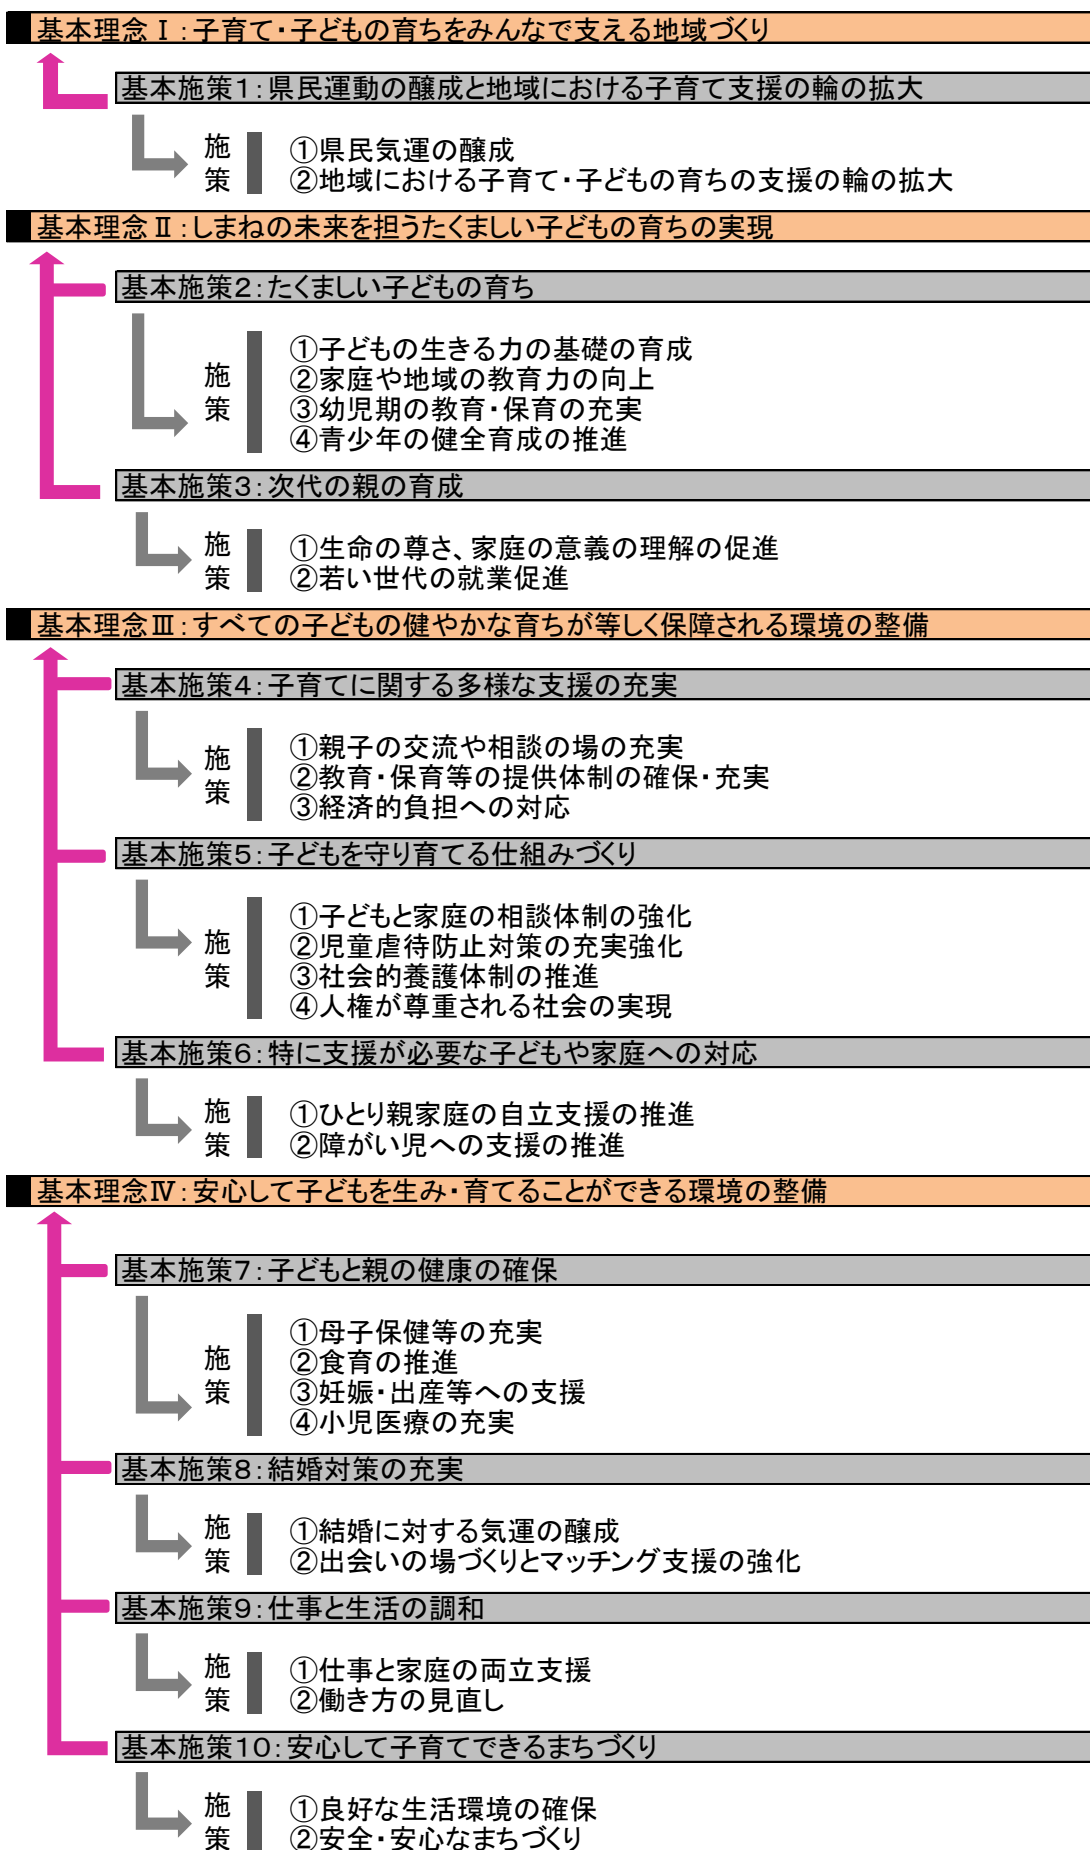 基本理念Ⅰ:子育て・子どもの育ちをみんなで支える地域づくり
基本施策1:県民運動の醸成と地域における子育て支援の輪の拡大
施策
①県民気運の醸成
②地域における子育て・子どもの育ちの支援の輪の拡大
基本理念Ⅱ:しまねの未来を担うたくましい子どもの育ちの実現
基本施策2:たくましい子どもの育ち
施策
①子どもの生きる力の基礎の育成
②家庭や地域の教育力の向上
③幼児期の教育・保育の充実
④青少年の健全育成の推進
基本施策3:次代の親の育成
施策
①生命の尊さ、家庭の意義の理解の促進
②若い世代の就業促進
基本理念Ⅲ:すべての子どもの健やかな育ちが等しく保障される環境の整備
基本施策4:子育てに関する多様な支援の充実
施策
①親子の交流や相談の場の充実
②教育・保育等の提供体制の確保・充実
③経済的負担への対応
基本施策5:子どもを守り育てる仕組みづくり
施策
①子どもと家庭の相談体制の強化
②児童虐待防止対策の充実強化
③社会的養護体制の推進
④人権が尊重される社会の実現
基本施策6:特に支援が必要な子どもや家庭への対応
施策
①ひとり親家庭の自立支援の推進
②障がい児への支援の推進
基本理念Ⅳ:安心して子どもを生み・育てることができる環境の整備
基本施策7:子どもと親の健康の確保
施策
①母子保健等の充実
②食育の推進
③妊娠・出産等への支援
④小児医療の充実
基本施策8:結婚対策の充実
施策
①結婚に対する気運の醸成
②出会いの場づくりとマッチング支援の強化
基本施策9:仕事と生活の調和
施策
①仕事と家庭の両立支援
②働き方の見直し
基本施策10:安心して子育てできるまちづくり
施策
①良好な生活環境の確保
②安全・安心なまちづくり